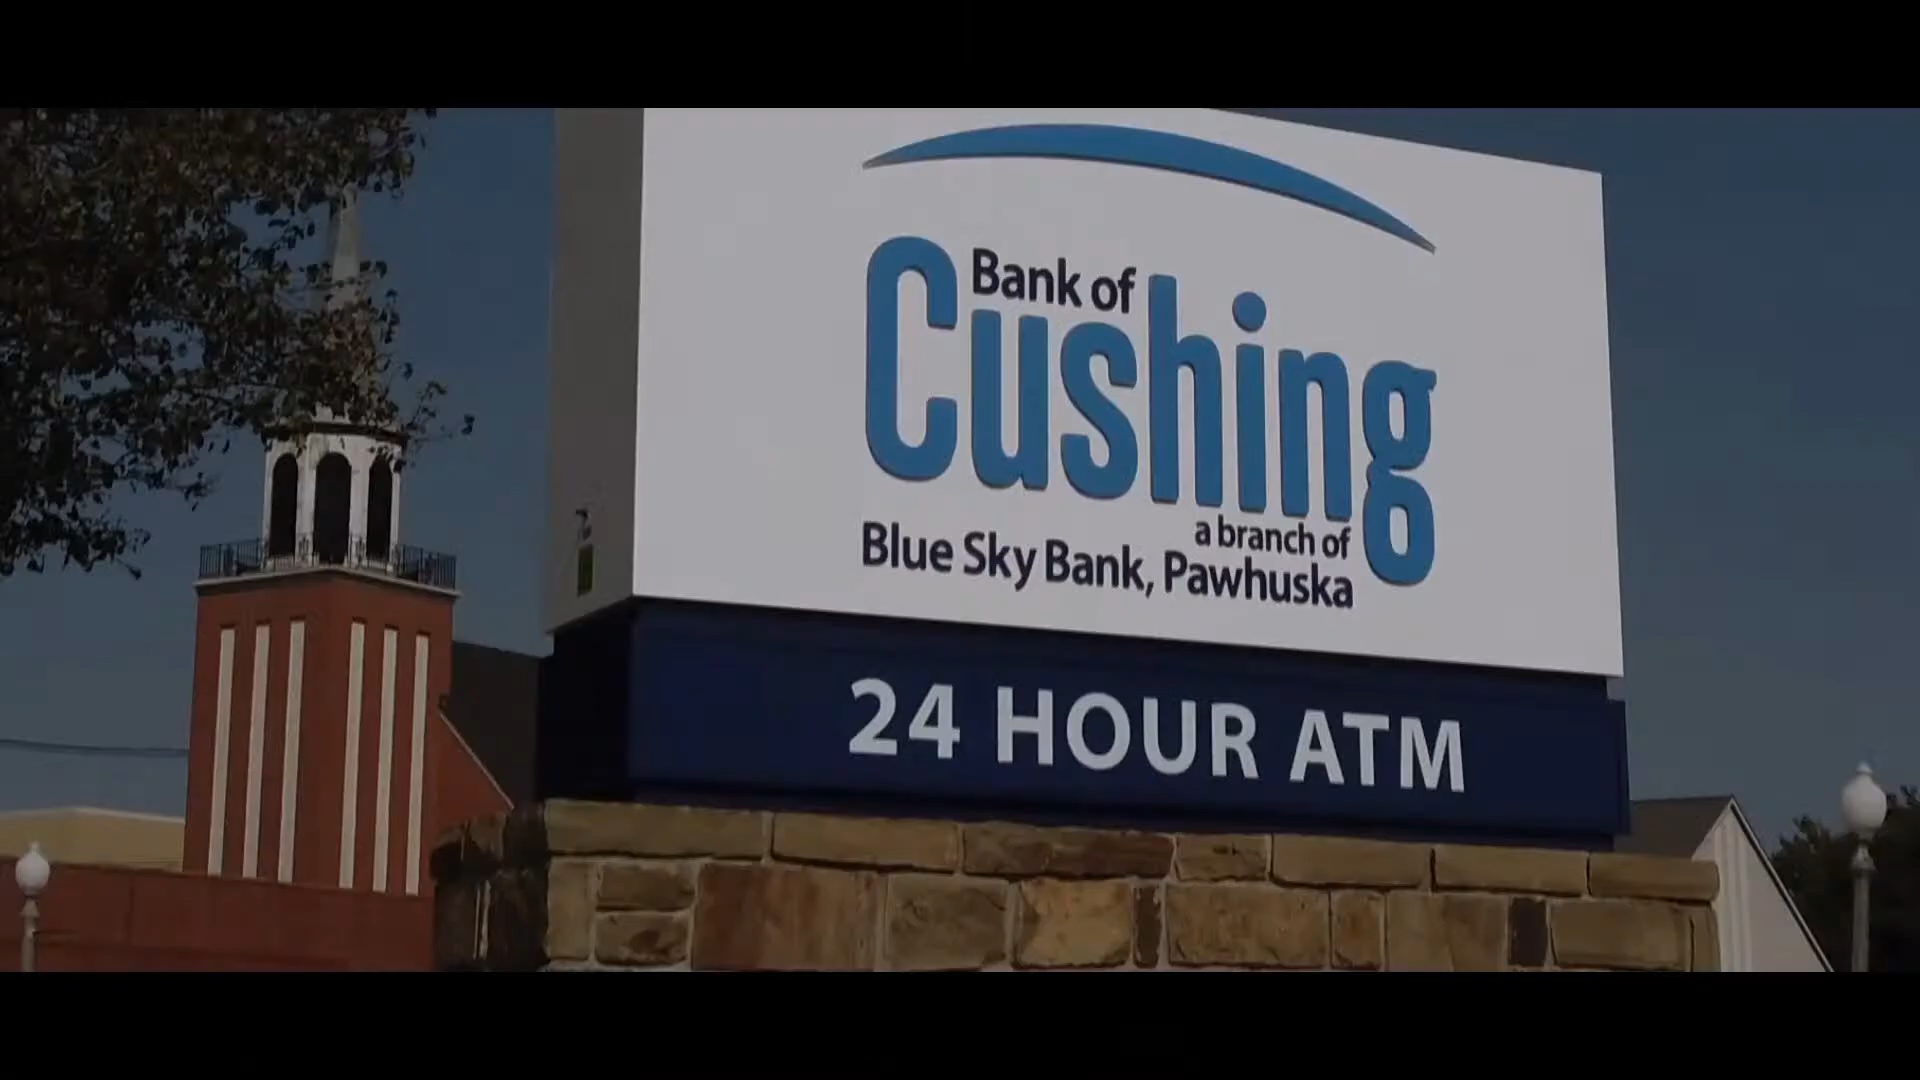 Bank of
Cushing
a branch of
Blue Sky Bank, Pawhuska
24 HOUR ATM